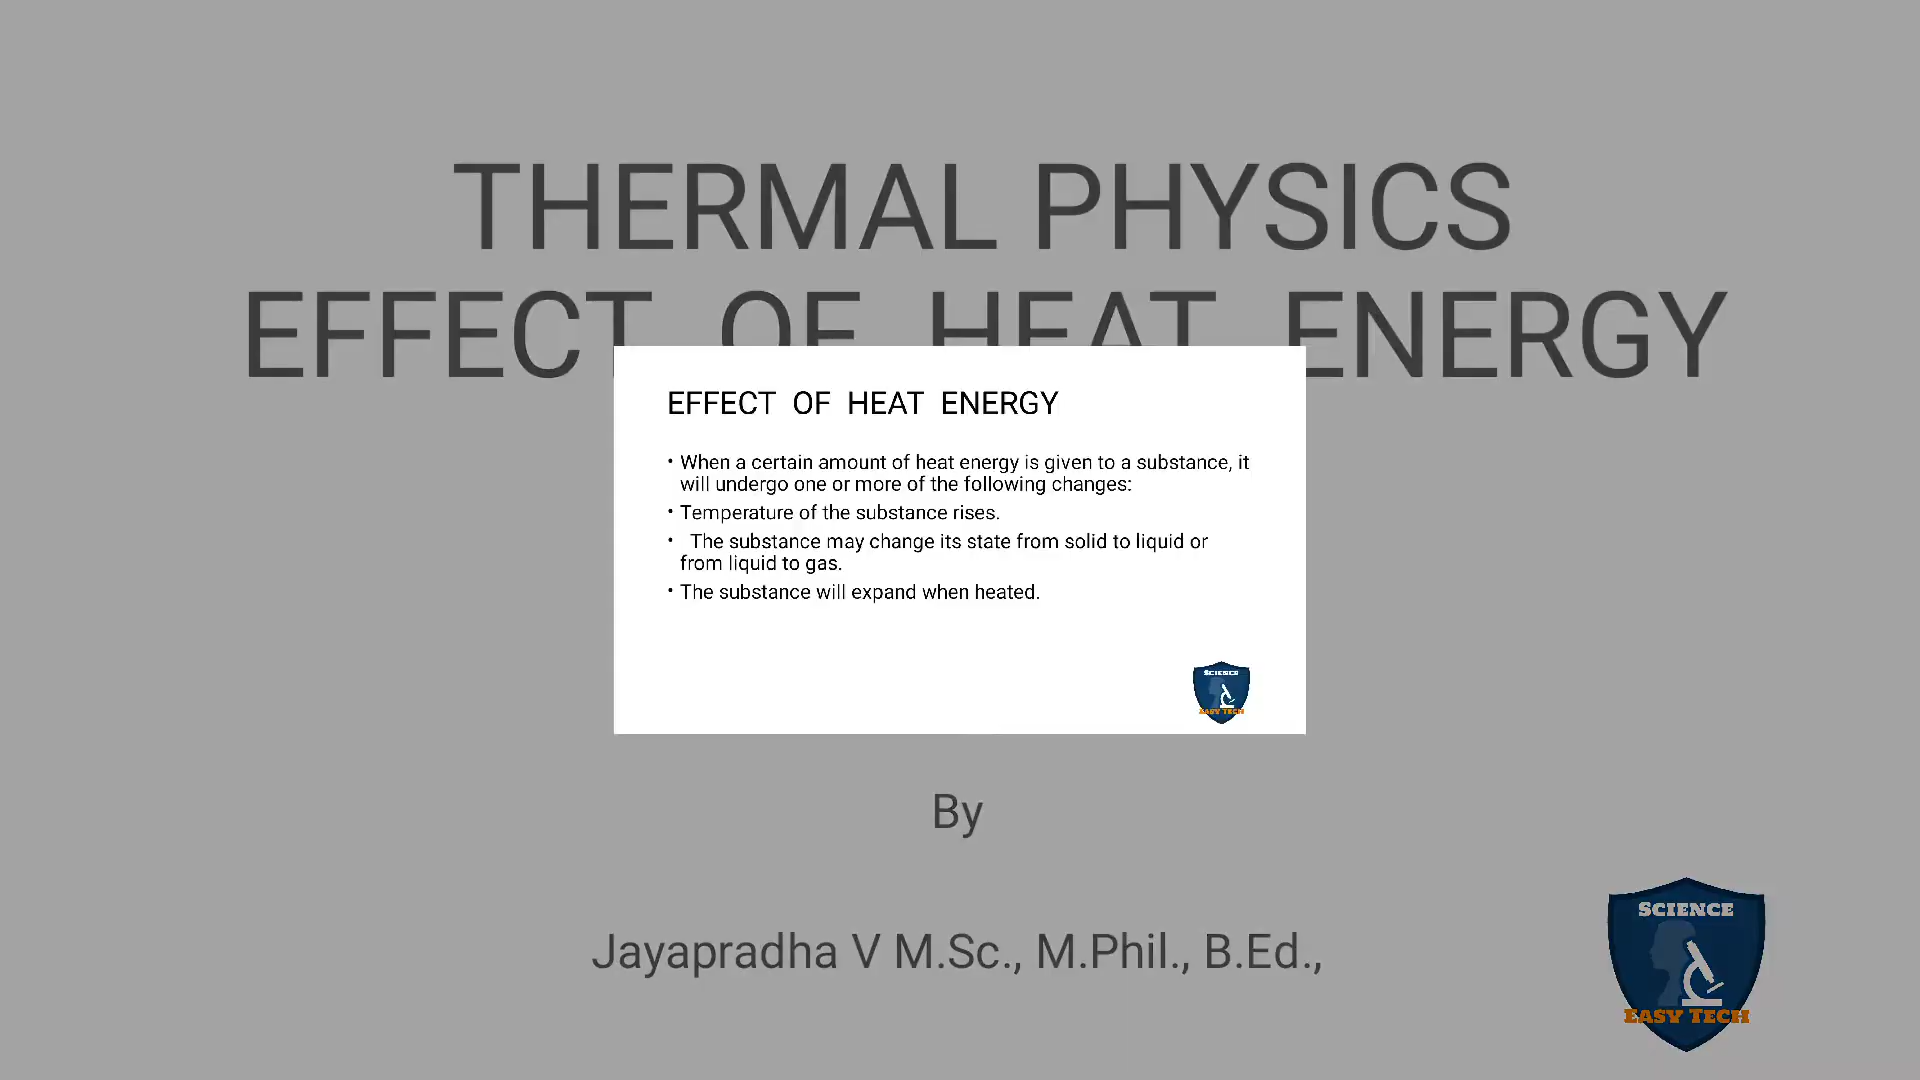 THERMAL PHYSICS
EFFECT OF HEAT ENERGY
EFFECT OF HEAT ENERGY
• When a certain amount of heat energy is given to a substance, it
will undergo one or more of the following changes:
• Temperature of the substance rises.
• The substance may change its state from solid to liquid or
from liquid to gas.
• The substance will expand when heated.
SCIENCE
EASY TECH
By
Jayapradha V M.Sc., M.Phil., B.Ed.,
SCIENCE
EASY TECH